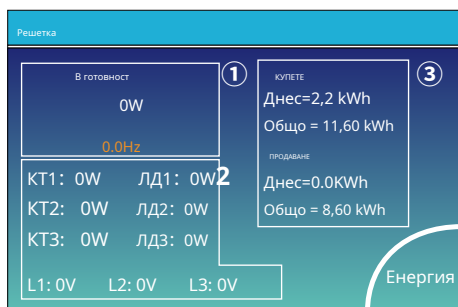 Решетка
В готовност
①
0W
0.0Hz
КТ1: 0W ЛД1: 0W
2
КТ2: 0W ЛД2: 0W
КТ3: 0W ЛД3: 0W
L1: 0V L2: 0V L3: 0V
КУПЕТЕ
③
Днес=2,2 kWh
Общо = 11,60 kWh
ПРОДАВАНЕ
Днес=0.0KWh
Общо = 8,60 kWh
Енергия